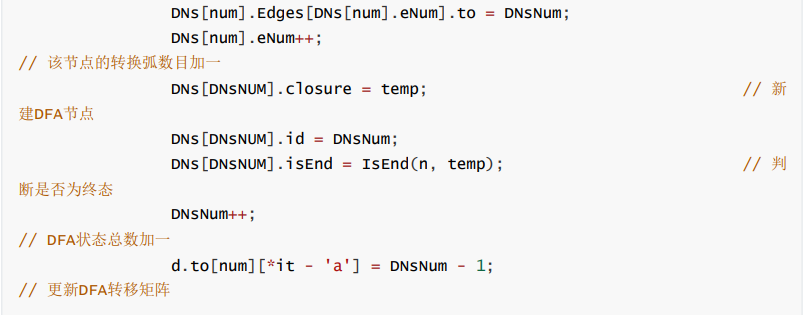 DNs[num].Edges[DNs[num].eNum].to = DNsNum;
DNs[num].eNum++;
// 该节点的转换弧数目加一
DNs[DNsNUM].closure = temp; // 新
建DFA节点
DNs[DNsNUM].id = DNsNum;
DNs[DNsNUM].isEnd = IsEnd(n, temp); // 判
断是否为终态
DNsNum++;
// DFA状态总数加一
d.to[num][*it - 'a'] = DNsNum - 1;
// 更新DFA转移矩阵